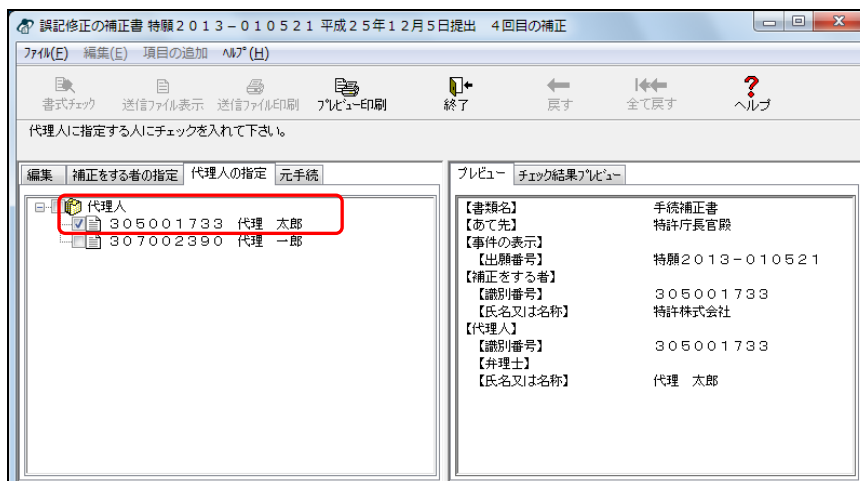 誤記修正の補正書 特願２０１３－０１０５２１ 平成２５年１２月５日提出　４回目の補正
ﾌｧｲﾙ(F)　編集(E)　項目の追加　ﾍﾙﾌﾟ(H)
書式ﾁｪｯｸ　送信ﾌｧｲﾙ表示　送信ﾌｧｲﾙ印刷　ﾌﾟﾚﾋﾞｭｰ印刷　終了　戻す　全て戻す　ヘルプ
代理人に指定する人にチェックを入れて下さい。
編集　補正をする者の指定　代理人の指定　元手続
代理人
３０５００１７３３　代理　太郎
３０７００２３９０　代理　一郎
プレビュー　チェック結果ﾌﾟﾚﾋﾞｭｰ
【書類名】　手続補正書
【あて先】　特許庁長官殿
【事件の表示】
【出願番号】　特願２０１３－０１０５２１
【補正をする者】
【識別番号】　３０５００１７３３
【氏名又は名称】　特許株式会社
【代理人】
【識別番号】　３０５００１７３３
【弁理士】
【氏名又は名称】　代理　太郎